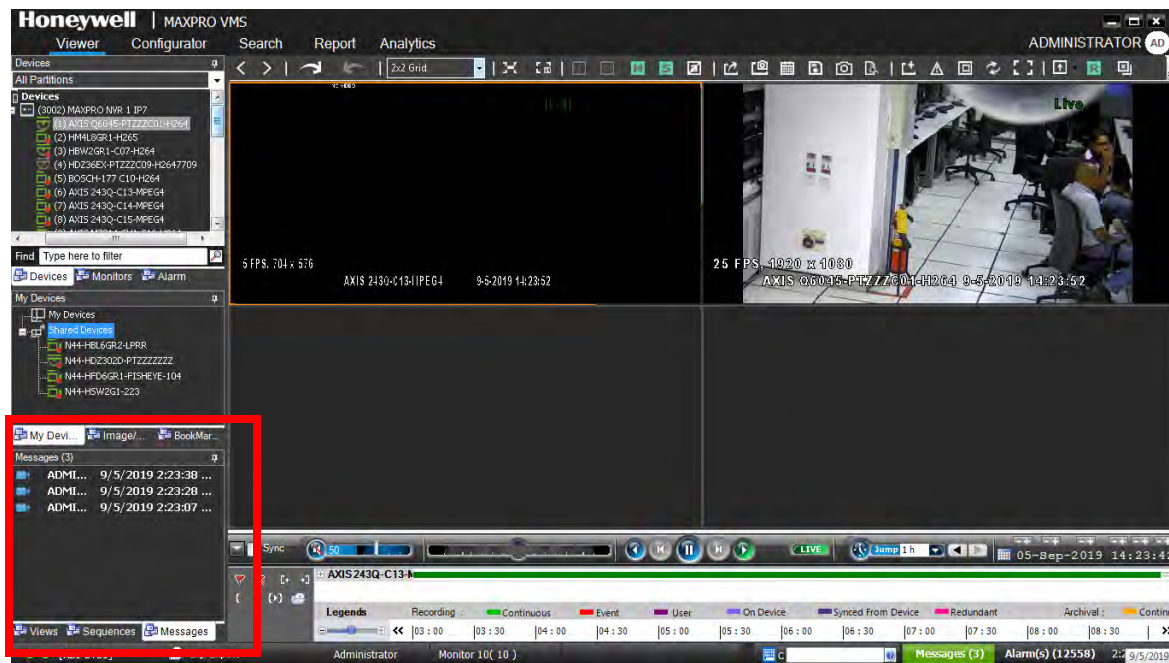 Honeywell | MAXPRO VMS
Viewer Configurator Search Report Analytics ADMINISTRATOR AD
Devices
All Partitions
2x2 Grid
Devices
(3002) MAXPRO NVR 1 IP7
(1) AXIS Q6045-PTZZZC01-H264
(2) HM4L8GR1-H265
(3) HBW2GR1-C07-H264
(4) HDZ36EX-PTZZZC09-H2647709
(5) BOSCH-177 C10-H264
(6) AXIS 243Q-C13-MPEG4
(7) AXIS 243Q-C14-MPEG4
(8) AXIS 243Q-C15-MPEG4
Find Type here to filter
Devices Monitors Alarm
Live
5 FPS, 704 x 576
AXIS 243Q-C13-MPEG4 9-5-2019 14:23:52
25 FPS, 1920 x 1080
AXIS Q6045-PTZZZC01-H264 9-5-2019 14:23:52
My Devices
My Devices
Shared Devices
N44-HBL6GR2-LPRR
N44-HDZ302D-PTZZZZZZZ
N44-HFD6GR1-FISHEYE-104
N44-HSW2G1-223
My Devi... Image/... BookMar...
Messages (3)
ADMI... 9/5/2019 2:23:38 ...
ADMI... 9/5/2019 2:23:28 ...
ADMI... 9/5/2019 2:23:07 ...
Views Sequences Messages
Sync 50 LIVE Jump 1 h 05-Sep-2019 14:23:4
AXIS243Q-C13-M
Legends Recording : Continuous Event User On Device Synced From Device Redundant Archival : Contin
03 : 00 03 : 30 04 : 00 04 : 30 05 : 00 05 : 30 06 : 00 06 : 30 07 : 00 07 : 30 08 : 00 08 : 30
Administrator Monitor 10( 10 ) C Messages (3) Alarm(s) (12558) 9/5/2019